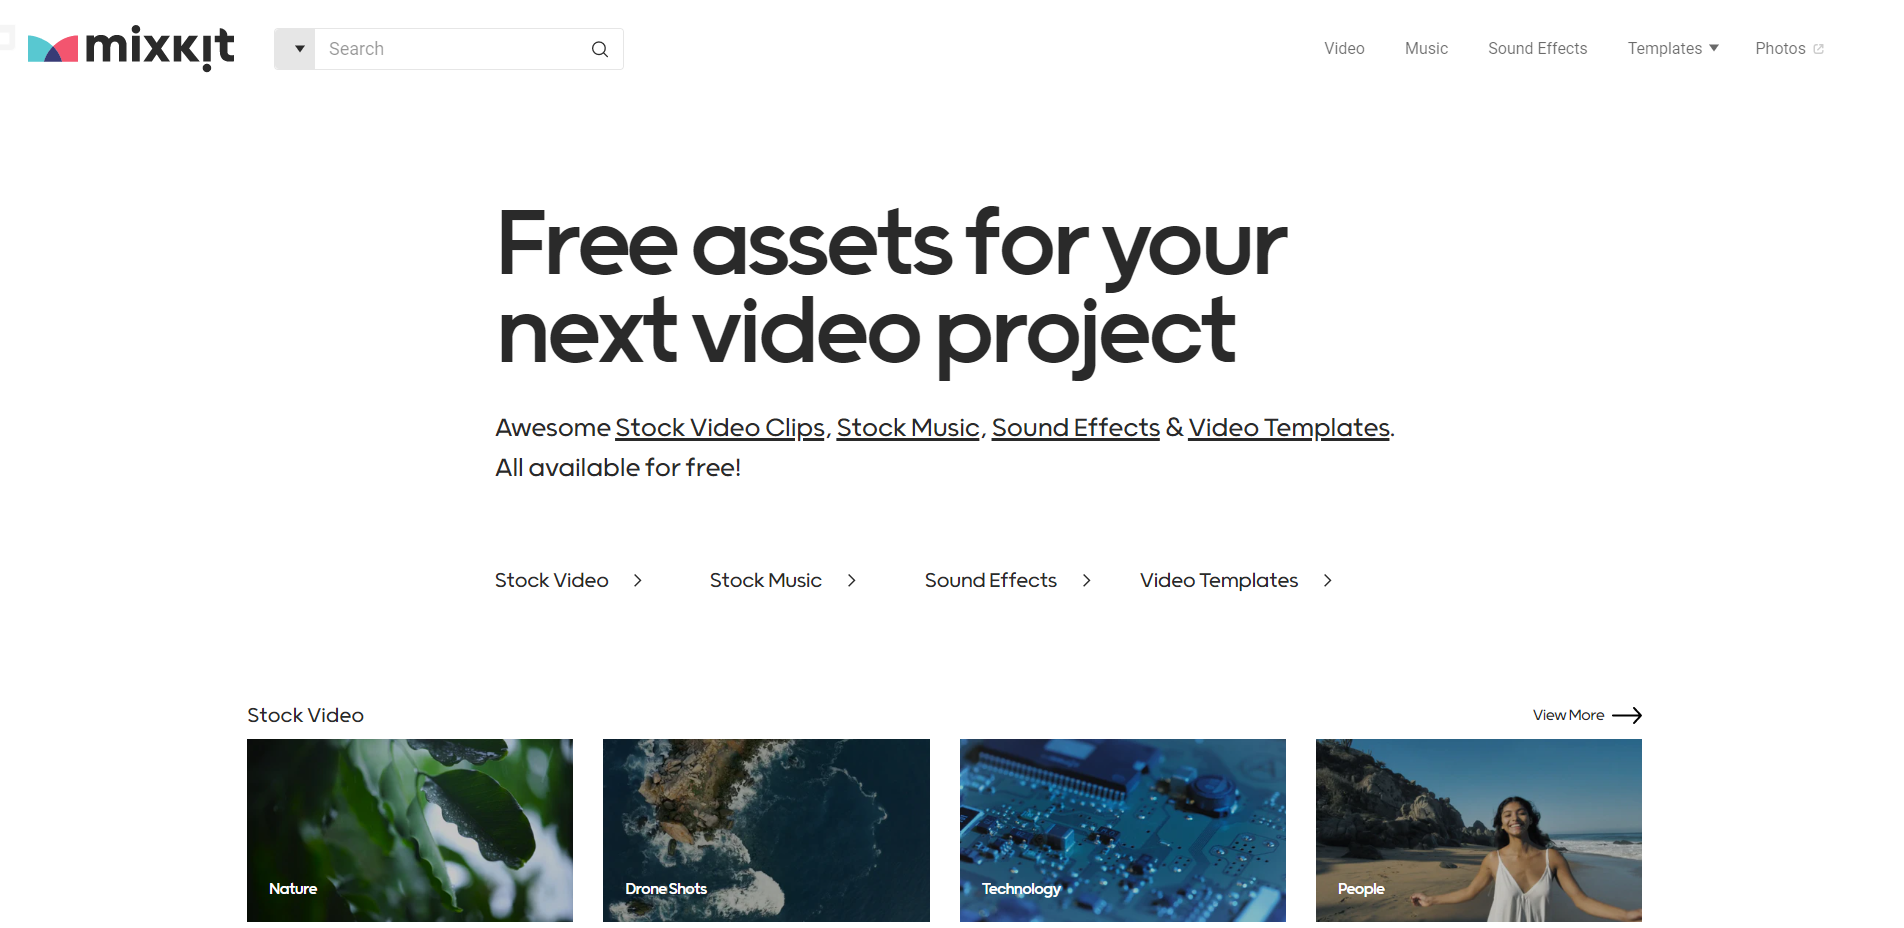 mixkit
Search
Video Music Sound Effects Templates Photos
Free assets for your
next video project
Awesome Stock Video Clips, Stock Music, Sound Effects & Video Templates.
All available for free!
Stock Video Stock Music Sound Effects Video Templates
Stock Video View More
Nature Drone Shots Technology People